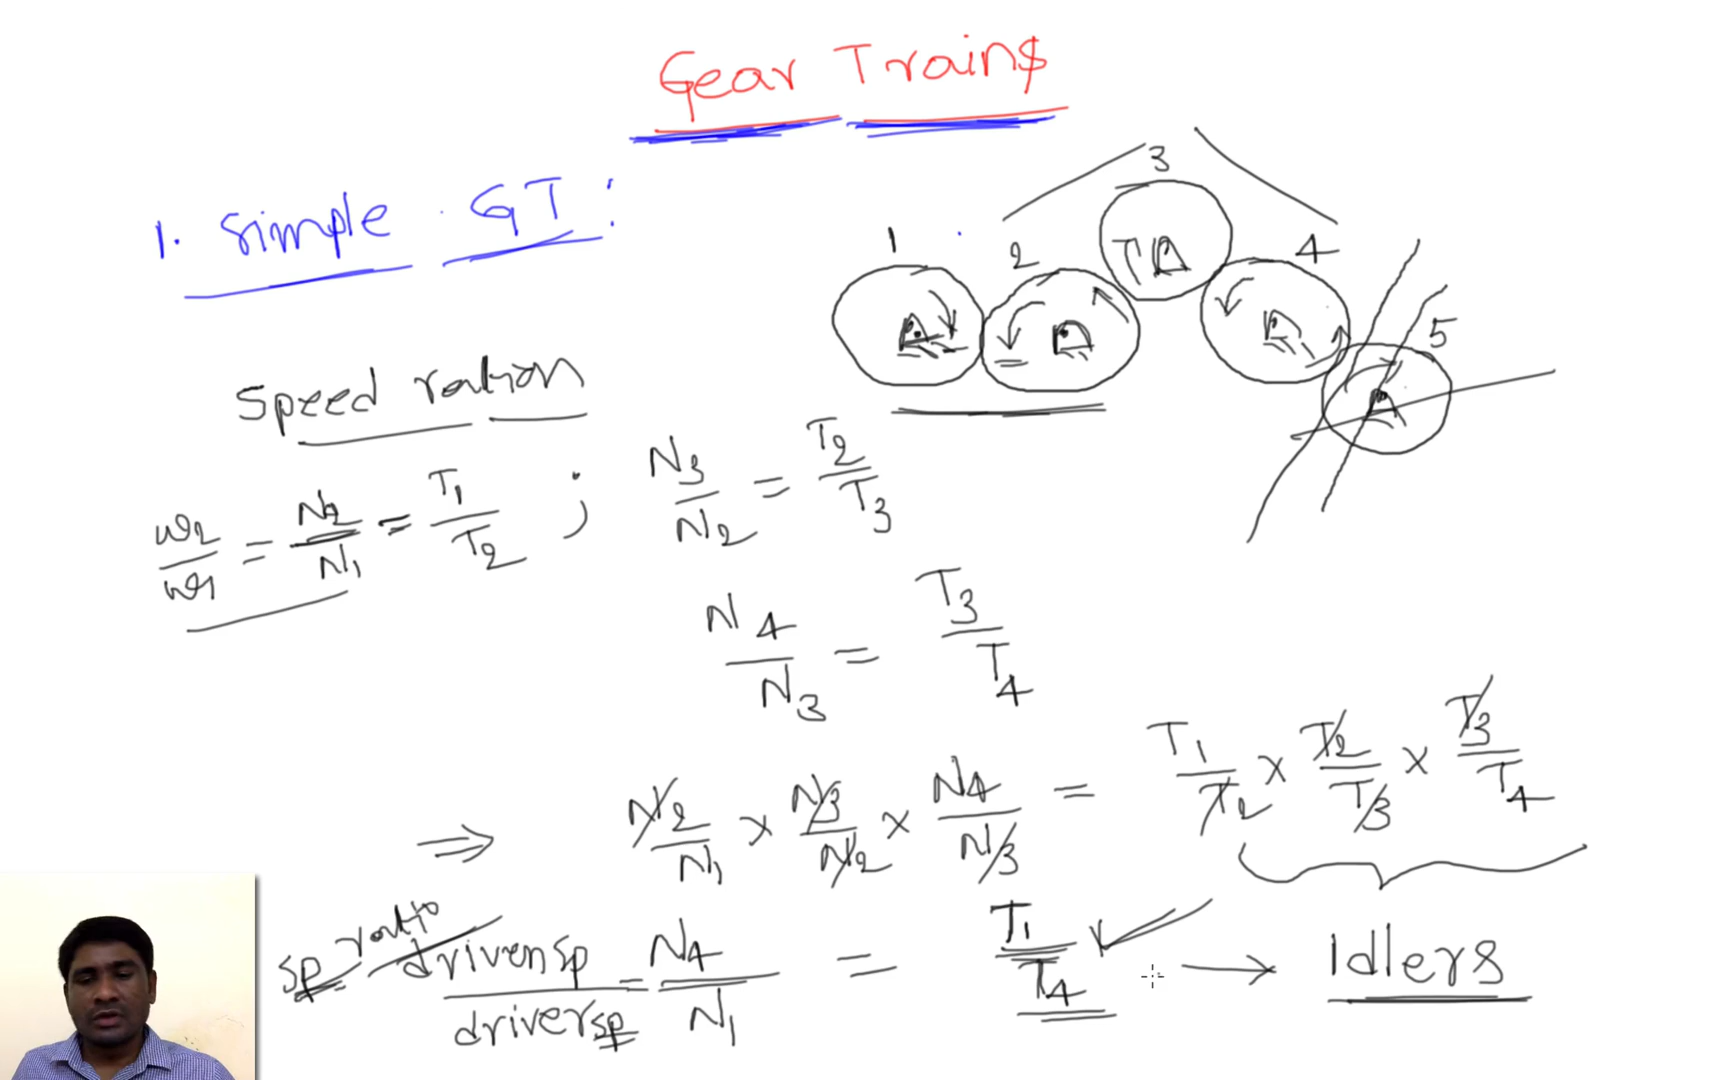 Gear Trains
1. Simple GT :
3
1
2
4
5
Speed ration
ω2/ω1 = N2/N1 = T1/T2 ; N3/N2 = T2/T3
N4/N3 = T3/T4
⇒ N2/N1 × N3/N2 × N4/N3 = T1/T2 × T2/T3 × T3/T4
sp ratio driven sp/driver sp = N4/N1 = T1/T4 → Idlers